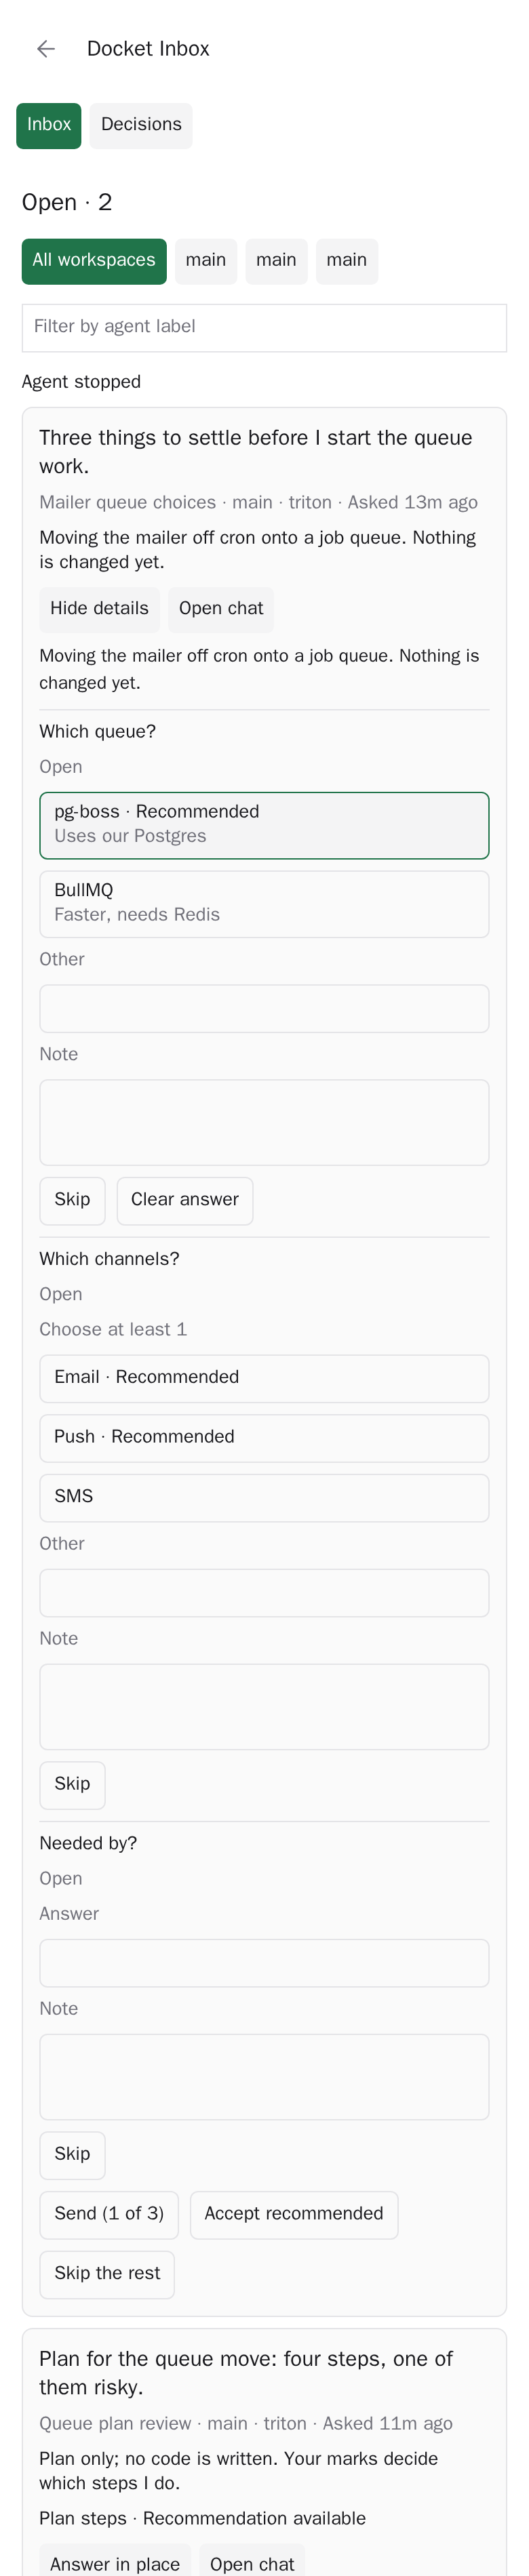 Docket Inbox
Inbox
Decisions
Open · 2
All workspaces
main
main
main
Filter by agent label
Agent stopped
Three things to settle before I start the queue
work.
Mailer queue choices · main · triton · Asked 13m ago
Moving the mailer off cron onto a job queue. Nothing
is changed yet.
Hide details
Open chat
Moving the mailer off cron onto a job queue. Nothing is
changed yet.
Which queue?
Open
pg-boss · Recommended
Uses our Postgres
BullMQ
Faster, needs Redis
Other
Note
Skip
Clear answer
Which channels?
Open
Choose at least 1
Email · Recommended
Push · Recommended
SMS
Other
Note
Skip
Needed by?
Open
Answer
Note
Skip
Send (1 of 3)
Accept recommended
Skip the rest
Plan for the queue move: four steps, one of
them risky.
Queue plan review · main · triton · Asked 11m ago
Plan only; no code is written. Your marks decide
which steps I do.
Plan steps · Recommendation available
Answer in place
Open chat